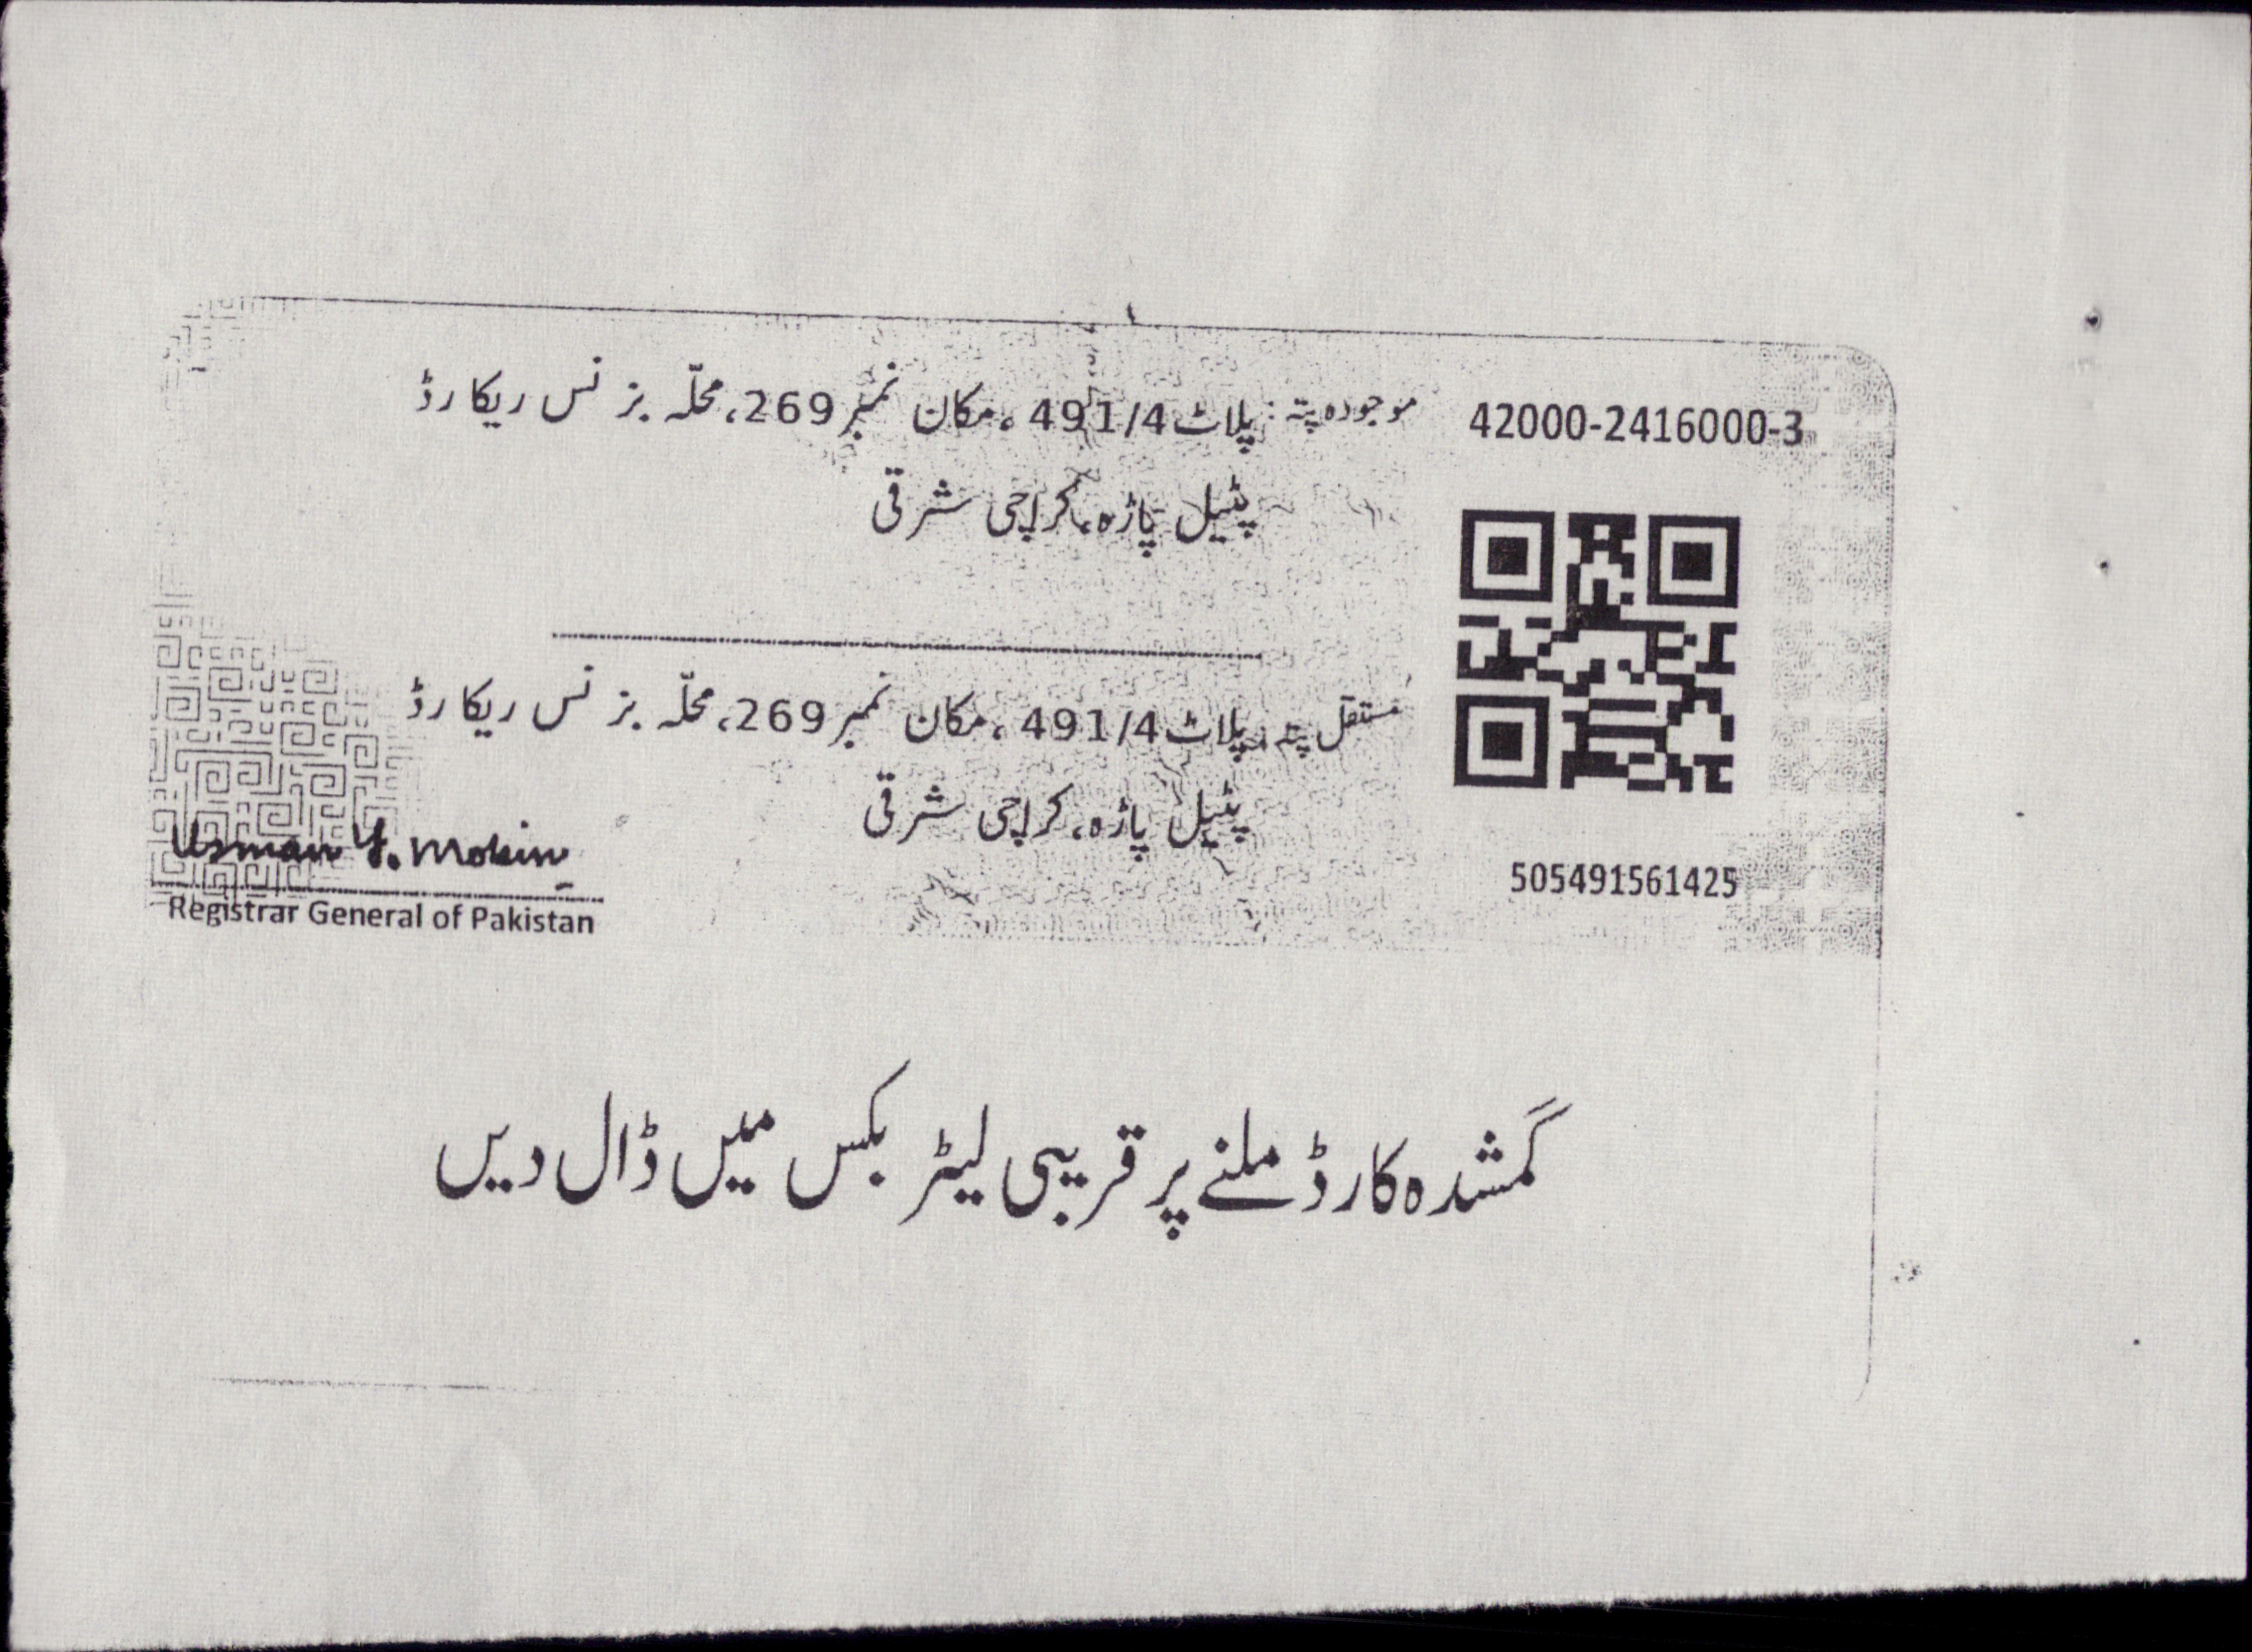 42000-2416000-3
موجودہ پتہ: پلاٹ 491/4، مکان نمبر 269، محلّہ بزنس ریکارڈ
پٹیل پاڑہ، کراچی شرقی
مستقل پتہ: پلاٹ 491/4، مکان نمبر 269، محلّہ بزنس ریکارڈ
پٹیل پاڑہ، کراچی شرقی
505491561425
Usman Y. Mobin
Registrar General of Pakistan
گمشدہ کارڈ ملنے پر قریبی لیٹر بکس میں ڈال دیں